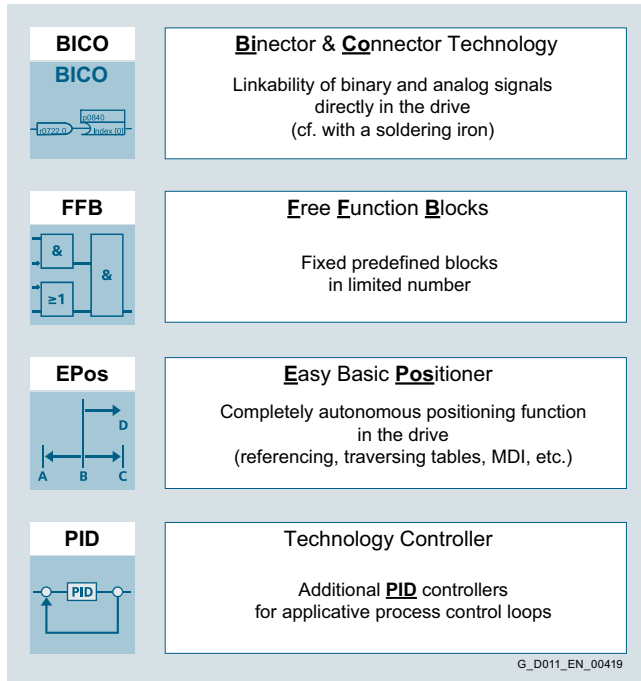 BICO
Binector & Connector Technology
BICO
p0840
r0722.0
Index [0]
Linkability of binary and analog signals
directly in the drive
(cf. with a soldering iron)
FFB
Free Function Blocks
&
&
≥1
Fixed predefined blocks
in limited number
EPos
Easy Basic Positioner
D
A B C
Completely autonomous positioning function
in the drive
(referencing, traversing tables, MDI, etc.)
PID
Technology Controller
PID
Additional PID controllers
for applicative process control loops
G_D011_EN_00419